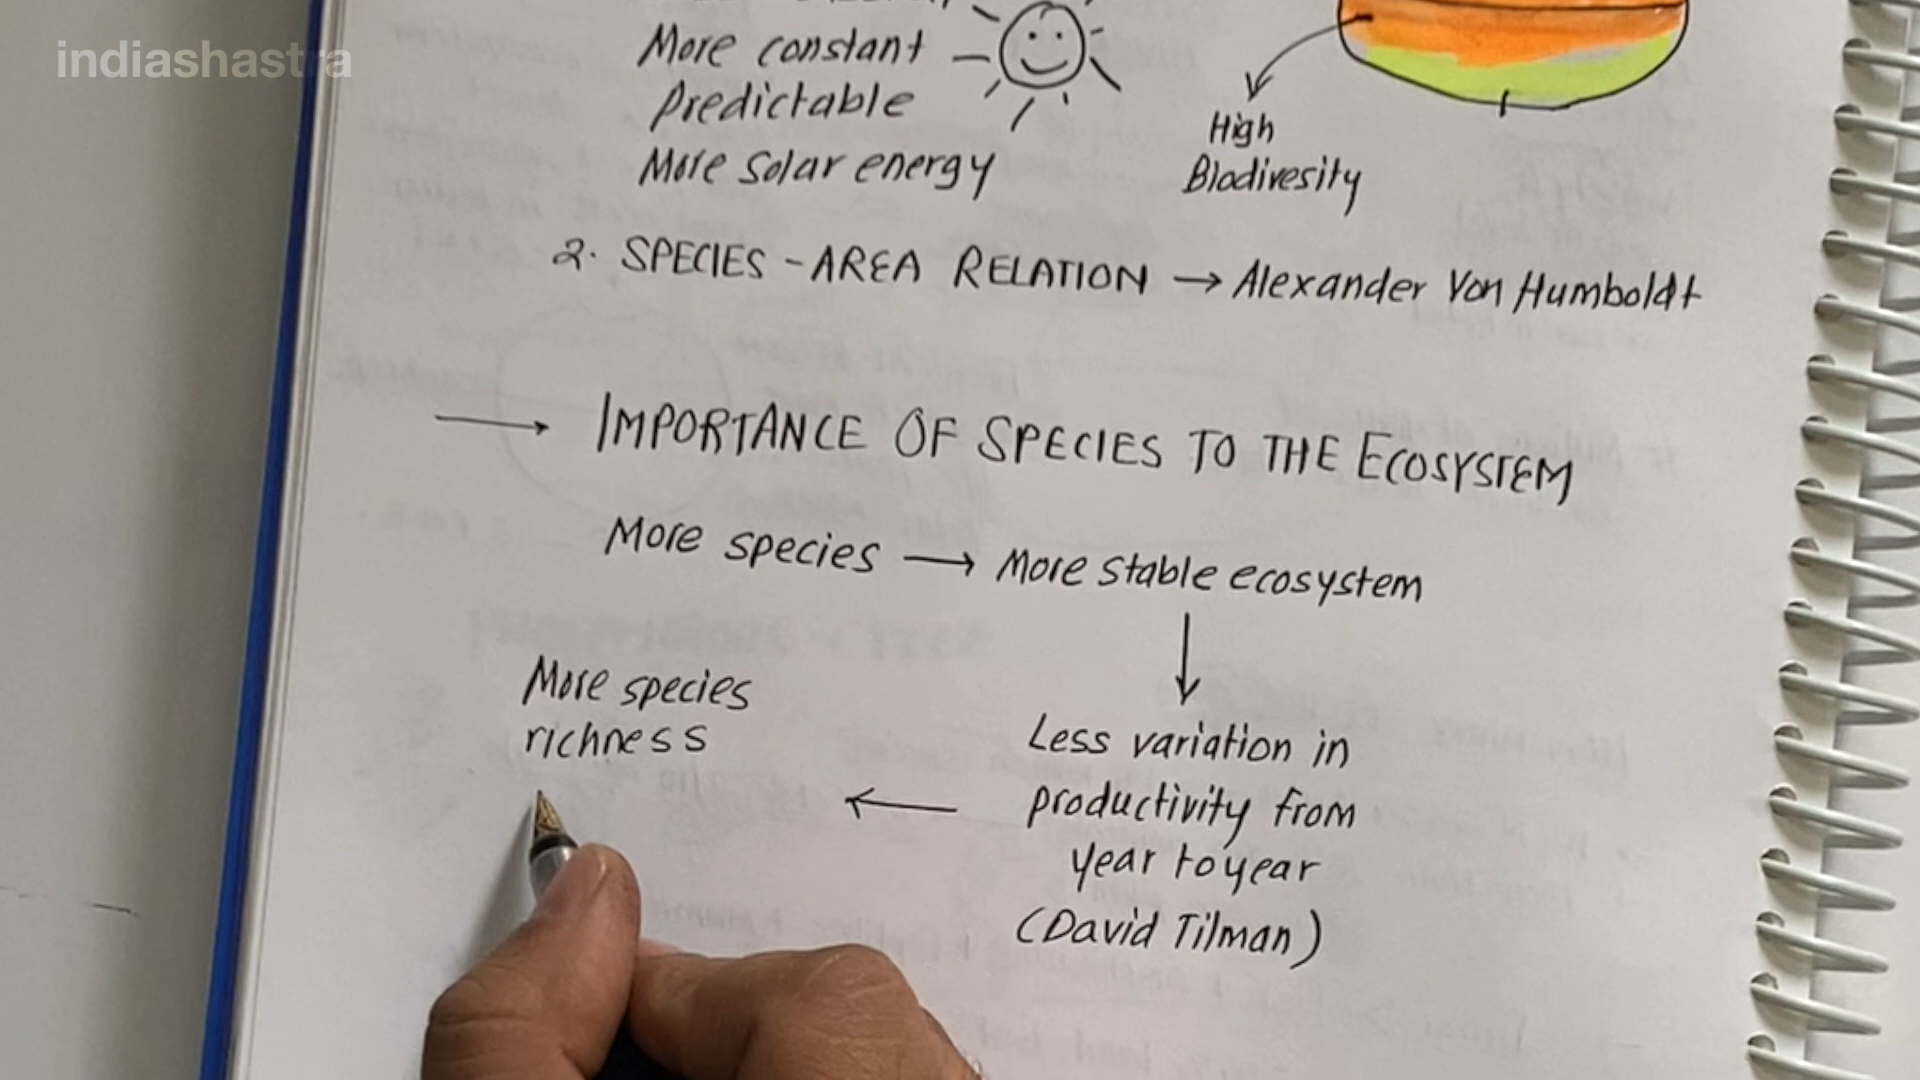 indiashastra
More constant
Predictable
More solar energy
High
Biodivesity
2. SPECIES - AREA RELATION → Alexander Von Humboldt
→ IMPORTANCE OF SPECIES TO THE ECOSYSTEM
More species → More stable ecosystem
↓
More species
richness
←
Less variation in
productivity from
year to year
(David Tilman)